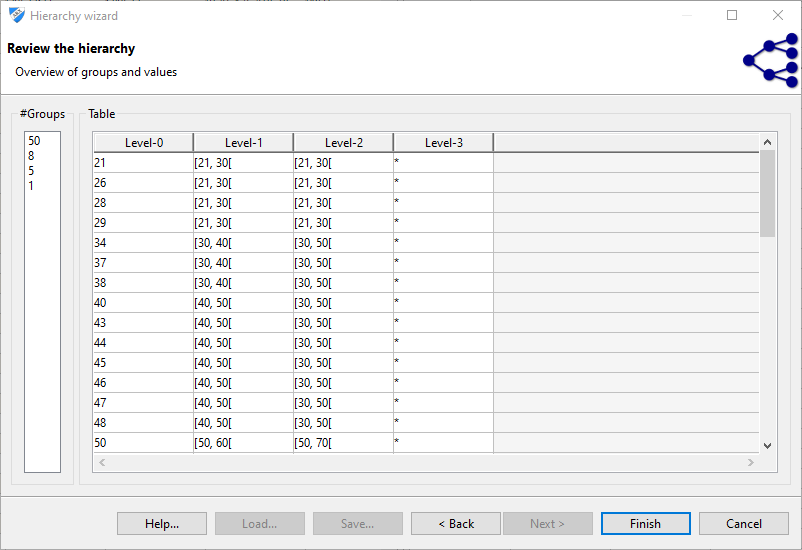 Hierarchy wizard
Review the hierarchy
Overview of groups and values
#Groups
50
8
5
1
Table
Level-0 Level-1 Level-2 Level-3
21 [21, 30[ [21, 30[ *
26 [21, 30[ [21, 30[ *
28 [21, 30[ [21, 30[ *
29 [21, 30[ [21, 30[ *
34 [30, 40[ [30, 50[ *
37 [30, 40[ [30, 50[ *
38 [30, 40[ [30, 50[ *
40 [40, 50[ [30, 50[ *
43 [40, 50[ [30, 50[ *
44 [40, 50[ [30, 50[ *
45 [40, 50[ [30, 50[ *
46 [40, 50[ [30, 50[ *
47 [40, 50[ [30, 50[ *
48 [40, 50[ [30, 50[ *
50 [50, 60[ [50, 70[ *
Help... Load... Save... < Back Next > Finish Cancel